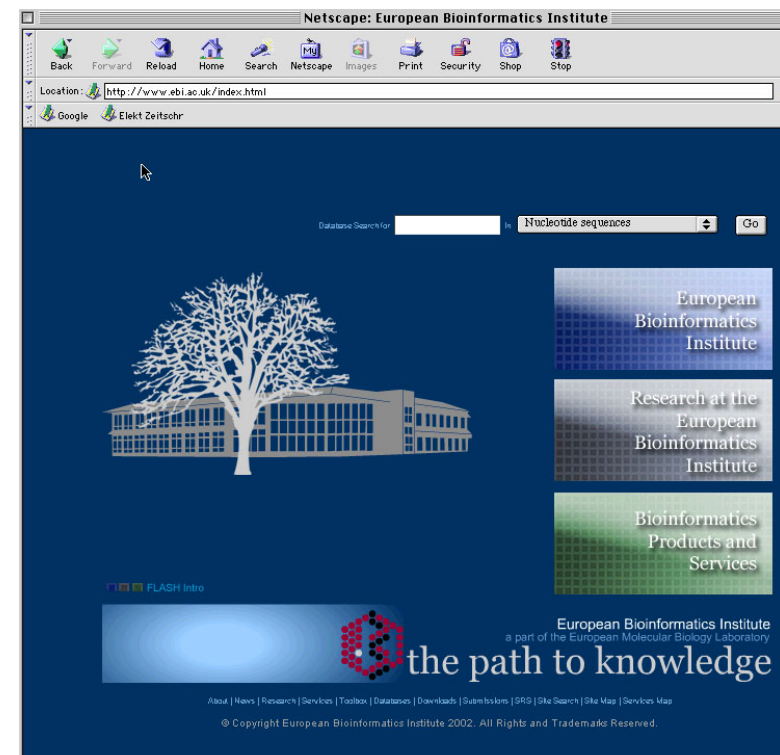 Netscape: European Bioinformatics Institute
Back Forward Reload Home Search Netscape Images Print Security Shop Stop
Location: http://www.ebi.ac.uk/index.html
Google Elekt Zeitschr
Database Search for In Nucleotide sequences Go
European
Bioinformatics
Institute
Research at the
European
Bioinformatics
Institute
Bioinformatics
Products and
Services
FLASH Intro
European Bioinformatics Institute
a part of the European Molecular Biology Laboratory
the path to knowledge
About | News | Research | Services | Toolbox | Databases | Downloads | Submissions | SRS | Site Search | Site Map | Services Map
© Copyright European Bioinformatics Institute 2002. All Rights and Trademarks Reserved.